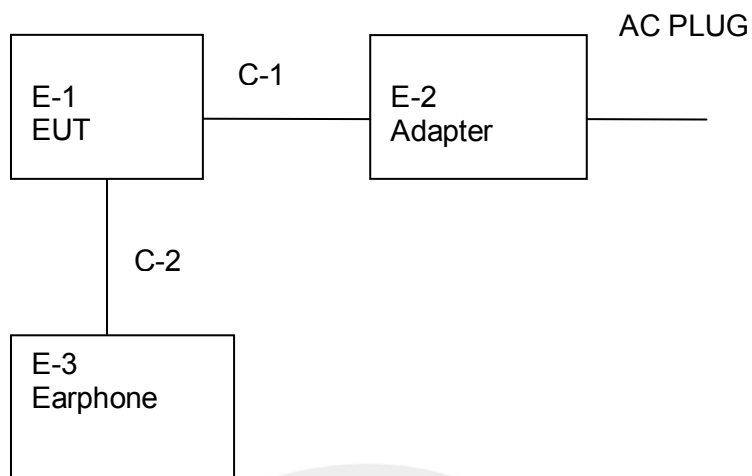 AC PLUG
C-1
E-1
EUT
E-2
Adapter
C-2
E-3
Earphone